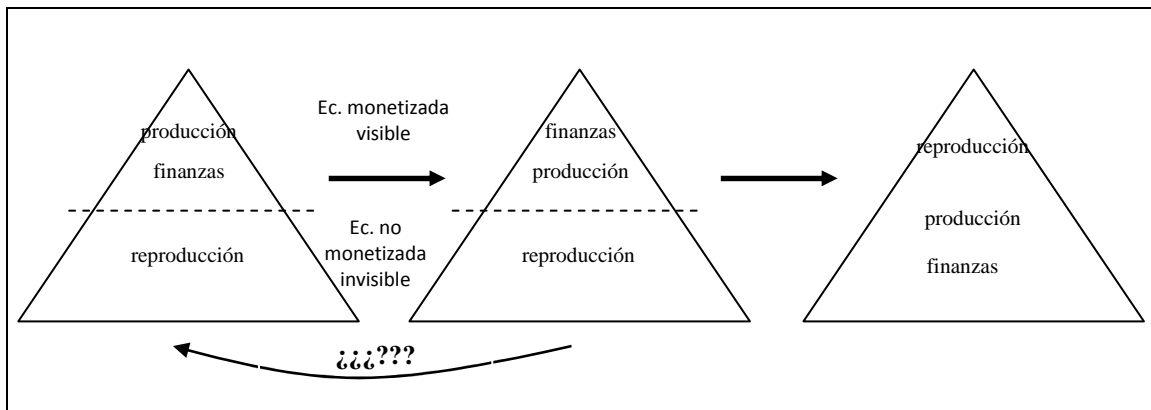 producción
finanzas
reproducción
Ec. monetizada
visible
Ec. no
monetizada
invisible
finanzas
producción
reproducción
reproducción
producción
finanzas
¿¿¿???